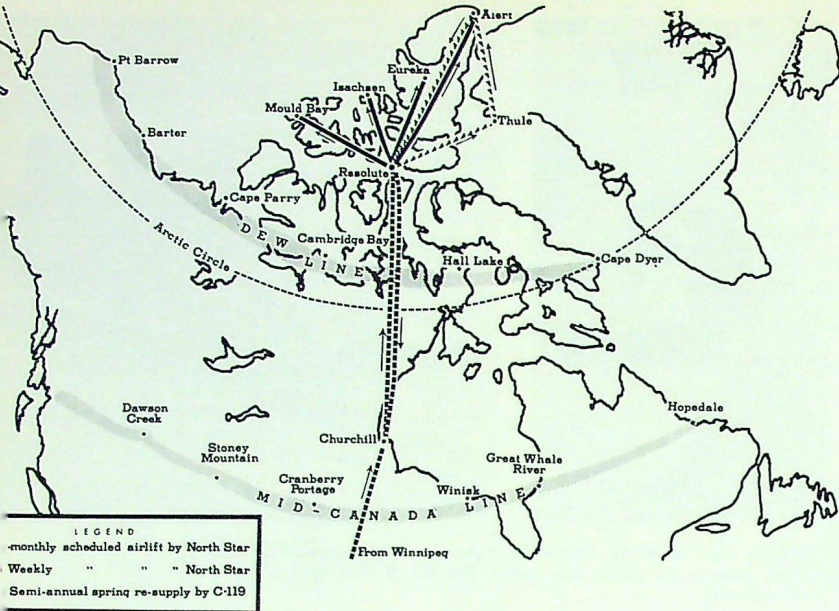 Alert
Pt Barrow
Eureka
Isachsen
Mould Bay
Thule
Barter
Resolute
Cape Parry
Arctic Circle
DEW LINE
Cambridge Bay
Hall Lake
Cape Dyer
Dawson
Creek
Hopedale
Churchill
Stoney
Mountain
Great Whale
River
Cranberry
Portage
Winisk
MID-CANADA LINE
From Winnipeg
LEGEND
-monthly scheduled airlift by North Star
Weekly " " " North Star
Semi-annual spring re-supply by C-119